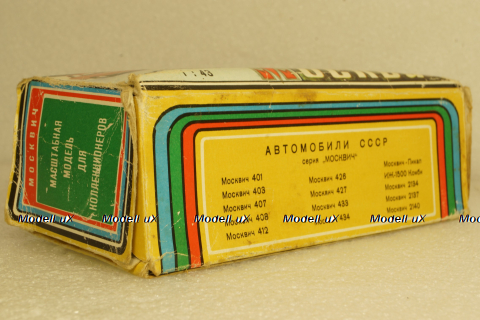 1:43
МОСКВИЧ
МАСШТАБНАЯ
МОДЕЛЬ
ДЛЯ
КОЛЛЕКЦИОНЕРОВ
АВТОМОБИЛИ СССР
серия „МОСКВИЧ"
Москвич 401
Москвич 403
Москвич 407
Москвич 408
Москвич 412
Москвич 426
Москвич 427
Москвич 433
434
Москвич-Пикап
ИЖ-1500 Комби
Москвич 2134
Москвич 2137
Москвич 2140
Modell uX Modell uX Modell uX Modell uX Modell uX Mo